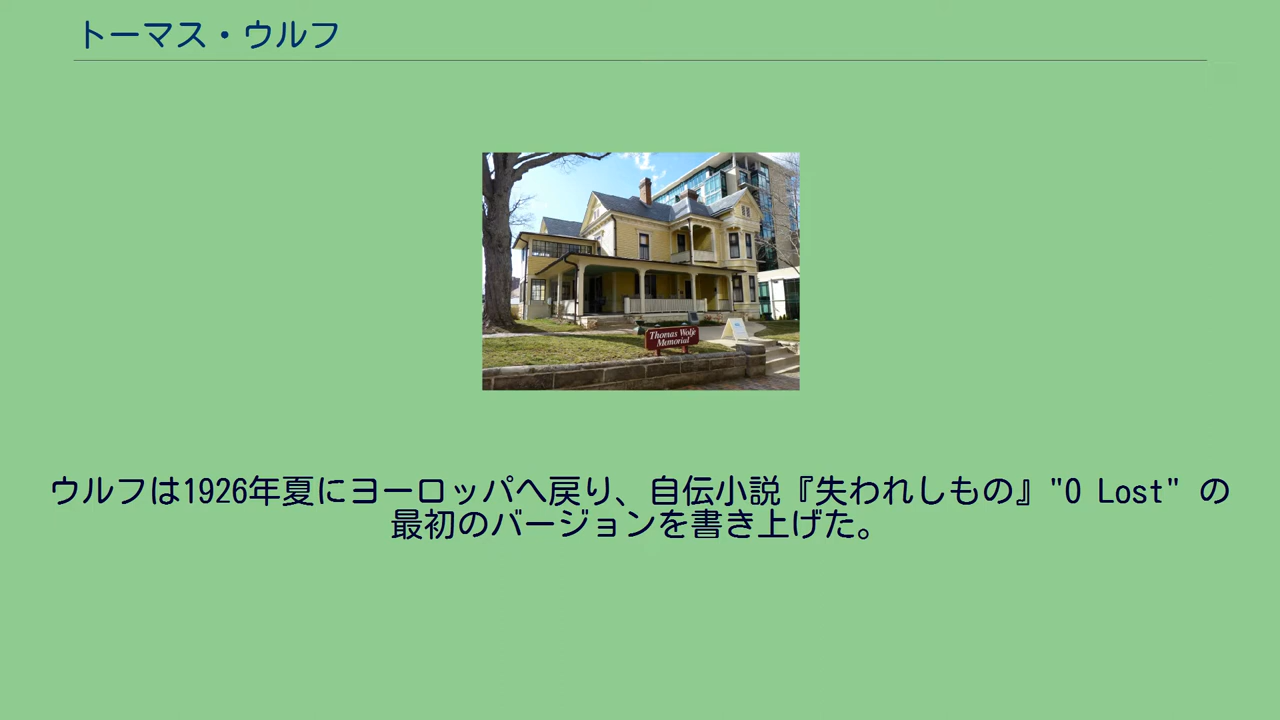 トーマス・ウルフ
Thomas Wolfe
Memorial
ウルフは1926年夏にヨーロッパへ戻り、自伝小説『失われしもの』"O Lost" の
最初のバージョンを書き上げた。